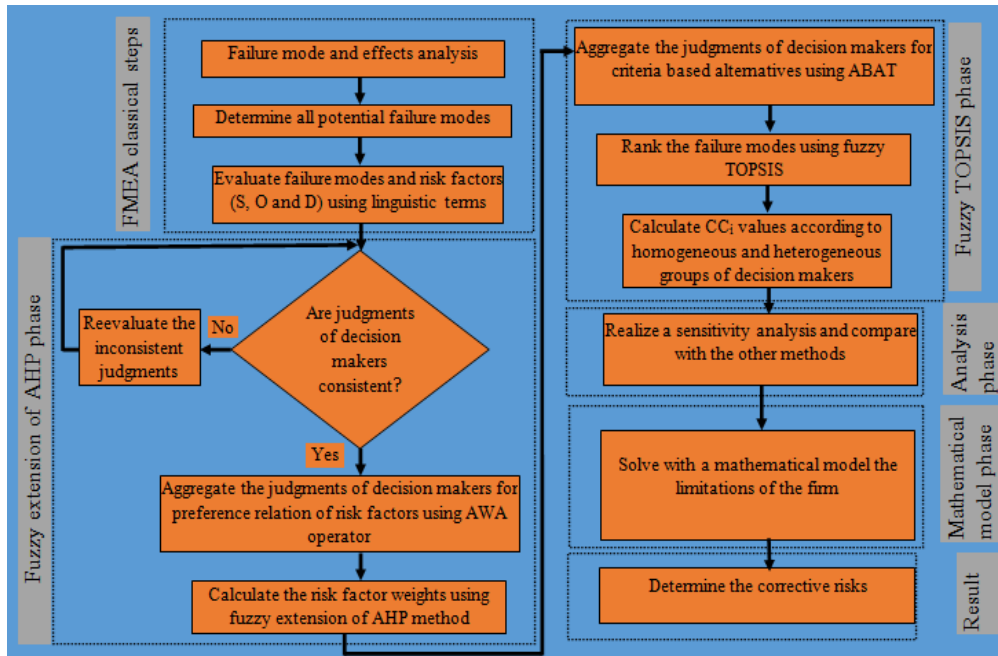 FMEA classical steps
Failure mode and effects analysis
Determine all potential failure modes
Evaluate failure modes and risk factors
(S, O and D) using linguistic terms
Fuzzy extension of AHP phase
Are judgments
of decision
makers
consistent?
No
Reevaluate the
inconsistent
judgments
Yes
Aggregate the judgments of decision makers for
preference relation of risk factors using AWA
operator
Calculate the risk factor weights using
fuzzy extension of AHP method
Fuzzy TOPSIS phase
Aggregate the judgments of decision makers for
criteria based alternatives using ABAT
Rank the failure modes using fuzzy
TOPSIS
Calculate CCi values according to
homogeneous and heterogeneous
groups of decision makers
Analysis
phase
Realize a sensitivity analysis and compare
with the other methods
Mathematical
model phase
Solve with a mathematical model the
limitations of the firm
Result
Determine the corrective risks